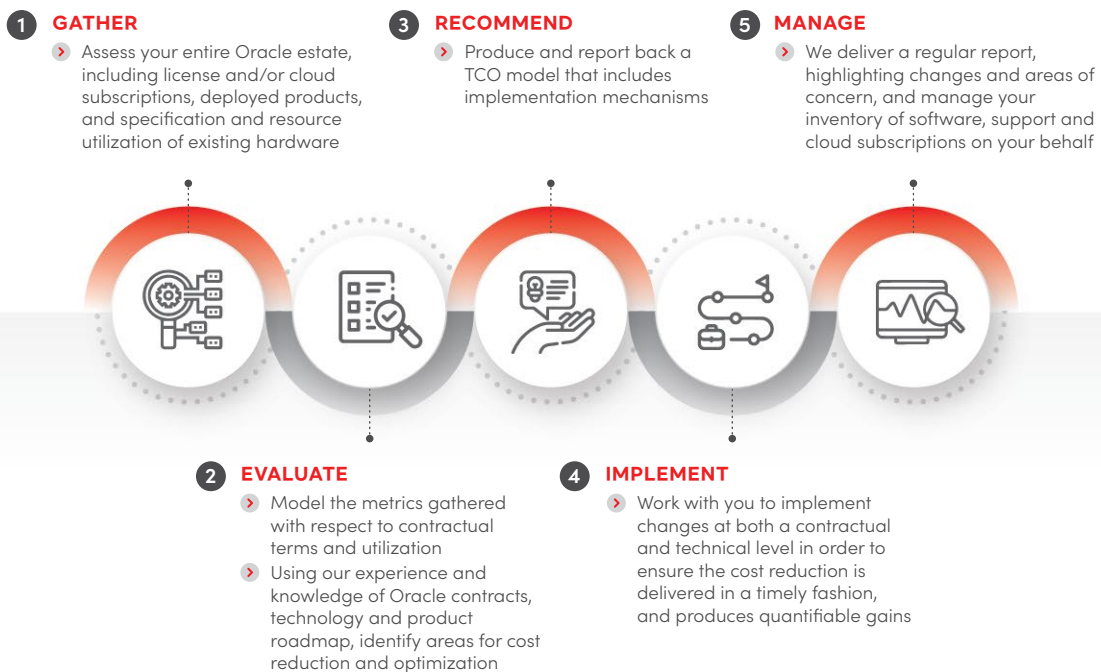 1 GATHER
Assess your entire Oracle estate,
including license and/or cloud
subscriptions, deployed products,
and specification and resource
utilization of existing hardware
2 EVALUATE
Model the metrics gathered
with respect to contractual
terms and utilization
Using our experience and
knowledge of Oracle contracts,
technology and product
roadmap, identify areas for cost
reduction and optimization
3 RECOMMEND
Produce and report back a
TCO model that includes
implementation mechanisms
4 IMPLEMENT
Work with you to implement
changes at both a contractual
and technical level in order to
ensure the cost reduction is
delivered in a timely fashion,
and produces quantifiable gains
5 MANAGE
We deliver a regular report,
highlighting changes and areas of
concern, and manage your
inventory of software, support and
cloud subscriptions on your behalf